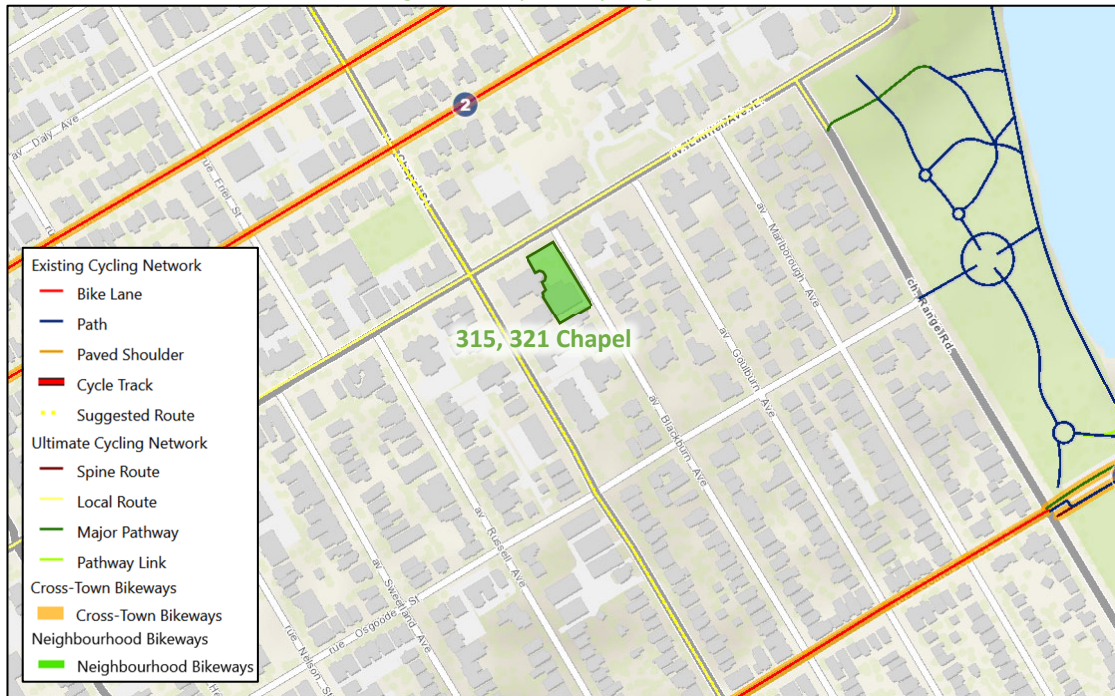 av Daly Ave
rue Friel St
2
av. Laurier Ave. E.
av Marlborough Ave
ch. Range Rd.
315, 321 Chapel
av Goulburn Ave
av Blackburn Ave
av Russell Ave
av Sweetland Ave
rue Osgoode St
rue Nelson
Existing Cycling Network
Bike Lane
Path
Paved Shoulder
Cycle Track
Suggested Route
Ultimate Cycling Network
Spine Route
Local Route
Major Pathway
Pathway Link
Cross-Town Bikeways
Cross-Town Bikeways
Neighbourhood Bikeways
Neighbourhood Bikeways